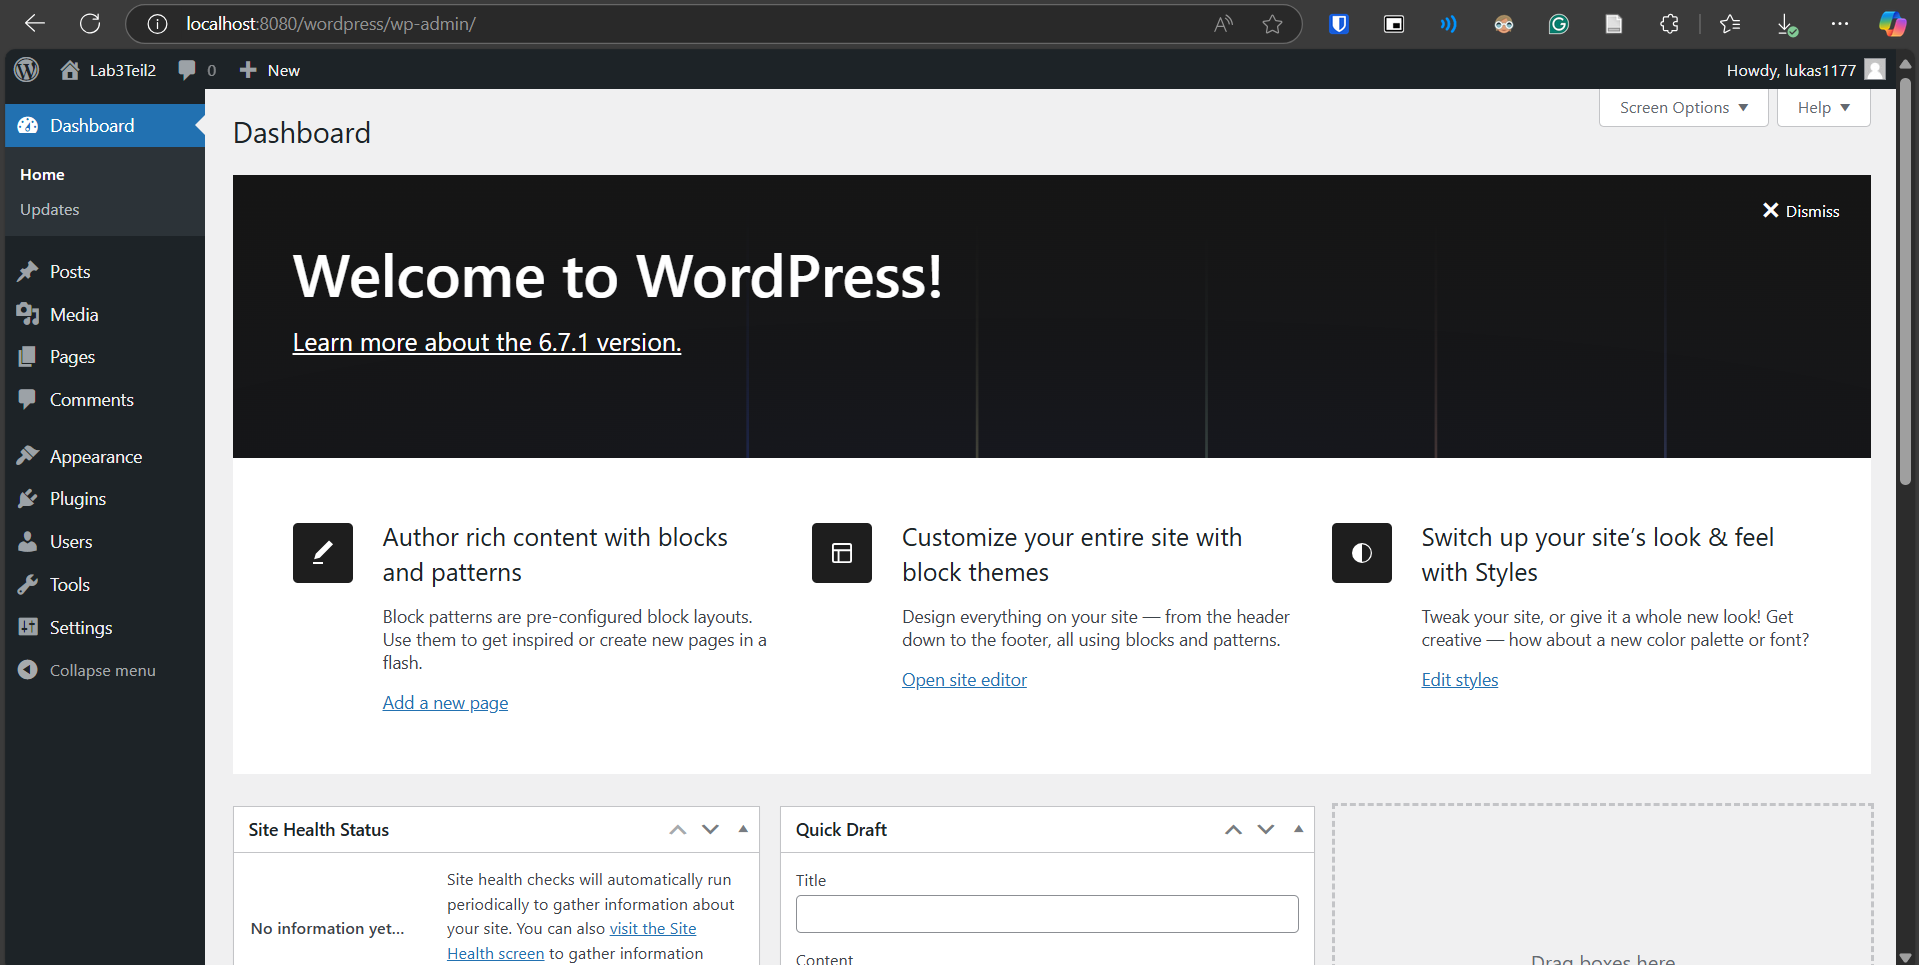 localhost:8080/wordpress/wp-admin/
Lab3Teil2
0
New
Howdy, lukas1177
Dashboard
Home
Updates
Posts
Media
Pages
Comments
Appearance
Plugins
Users
Tools
Settings
Collapse menu
Screen Options
Help
Dashboard
Dismiss
Welcome to WordPress!
Learn more about the 6.7.1 version.
Author rich content with blocks
and patterns
Block patterns are pre-configured block layouts.
Use them to get inspired or create new pages in a
flash.
Add a new page
Customize your entire site with
block themes
Design everything on your site — from the header
down to the footer, all using blocks and patterns.
Open site editor
Switch up your site’s look & feel
with Styles
Tweak your site, or give it a whole new look! Get
creative — how about a new color palette or font?
Edit styles
Site Health Status
No information yet...
Site health checks will automatically run
periodically to gather information about
your site. You can also visit the Site
Health screen to gather information
Quick Draft
Title
Content
Drag boxes here